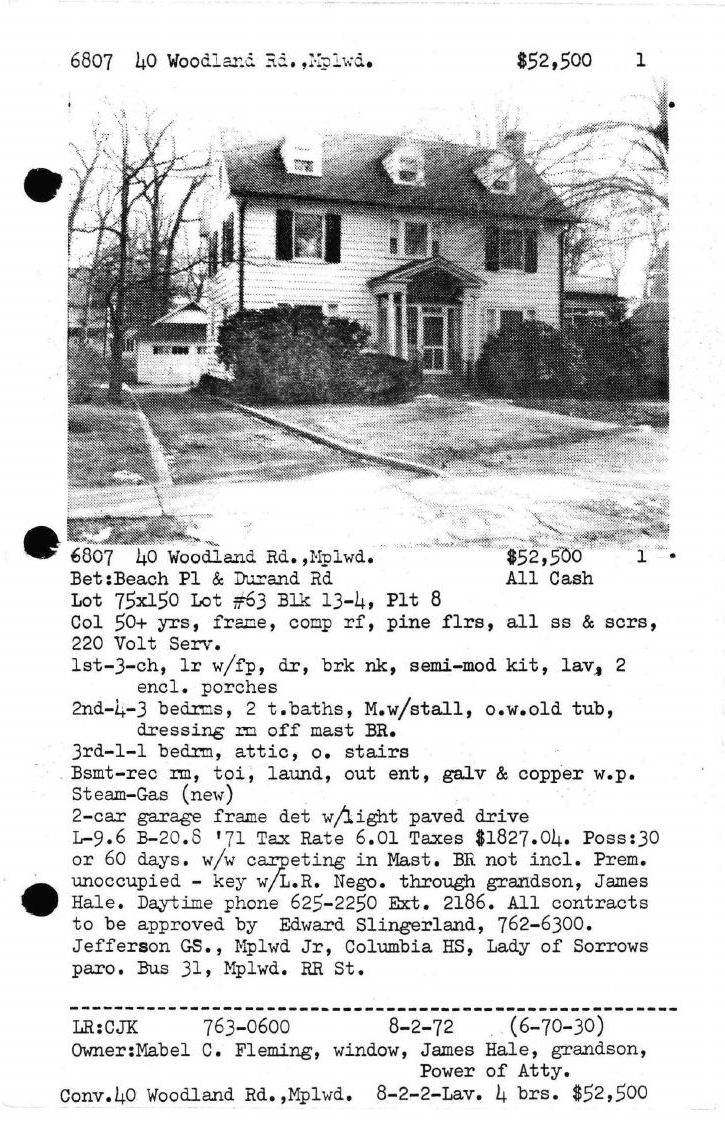 6807 40 Woodland Rd.,Mplwd. $52,500 1
6807 40 Woodland Rd.,Mplwd. $52,500 1
Bet:Beach Pl & Durand Rd All Cash
Lot 75x150 Lot #63 Blk 13-4, Plt 8
Col 50+ yrs, frame, comp rf, pine flrs, all ss & scrs,
220 Volt Serv.
1st-3-ch, lr w/fp, dr, brk nk, semi-mod kit, lav, 2
encl. porches
2nd-4-3 bedrms, 2 t.baths, M.w/stall, o.w.old tub,
dressing rm off mast BR.
3rd-1-1 bedrm, attic, o. stairs
Bsmt-rec rm, toi, laund, out ent, galv & copper w.p.
Steam-Gas (new)
2-car garage frame det w/light paved drive
L-9.6 B-20.8 '71 Tax Rate 6.01 Taxes $1827.04. Poss:30
or 60 days. w/w carpeting in Mast. BR not incl. Prem.
unoccupied - key w/L.R. Nego. through grandson, James
Hale. Daytime phone 625-2250 Ext. 2186. All contracts
to be approved by Edward Slingerland, 762-6300.
Jefferson GS., Mplwd Jr, Columbia HS, Lady of Sorrows
paro. Bus 31, Mplwd. RR St.
LR:CJK 763-0600 8-2-72 (6-70-30)
Owner:Mabel C. Fleming, window, James Hale, grandson,
Power of Atty.
Conv.40 Woodland Rd.,Mplwd. 8-2-2-Lav. 4 brs. $52,500